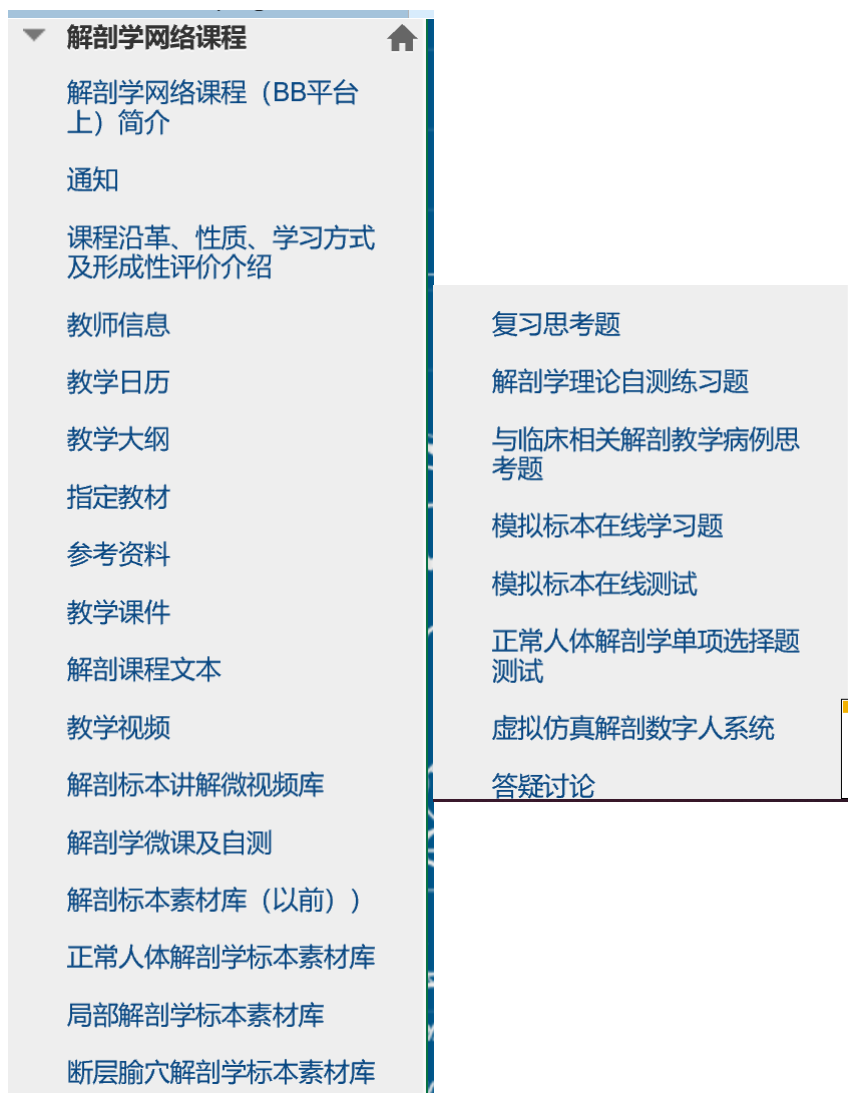 解剖学网络课程
解剖学网络课程（BB平台
上）简介
通知
课程沿革、性质、学习方式
及形成性评价介绍
教师信息
教学日历
教学大纲
指定教材
参考资料
教学课件
解剖课程文本
教学视频
解剖标本讲解微视频库
解剖学微课及自测
解剖标本素材库（以前））
正常人体解剖学标本素材库
局部解剖学标本素材库
断层腧穴解剖学标本素材库
复习思考题
解剖学理论自测练习题
与临床相关解剖教学病例思
考题
模拟标本在线学习题
模拟标本在线测试
正常人体解剖学单项选择题
测试
虚拟仿真解剖数字人系统
答疑讨论